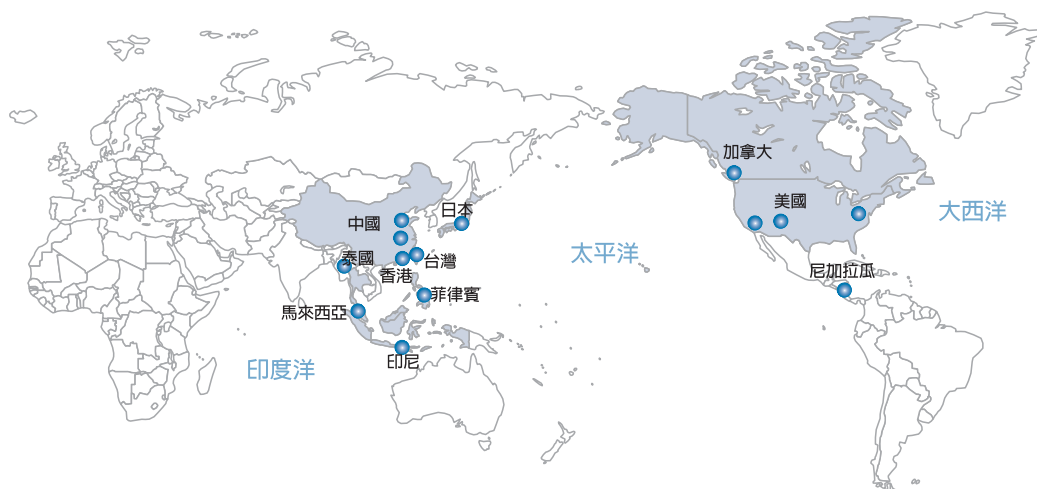 加拿大
美國
大西洋
日本
中國
太平洋
泰國
台灣
香港
尼加拉瓜
菲律賓
馬來西亞
印尼
印度洋